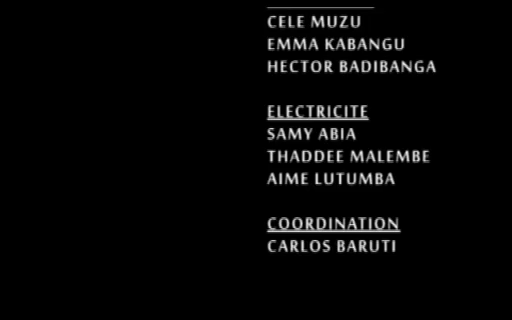 CELE MUZU
EMMA KABANGU
HECTOR BADIBANGA
ELECTRICITE
SAMY ABIA
THADDEE MALEMBE
AIME LUTUMBA
COORDINATION
CARLOS BARUTI